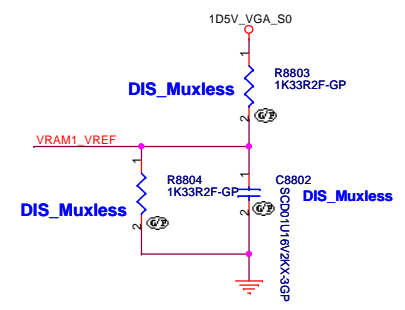 1D5V_VGA_S0
1
R8803
1K33R2F-GP
DIS_Muxless
2
G/P
VRAM1_VREF
1
R8804
1K33R2F-GP
DIS_Muxless
2
G/P
1
C8802
SCD01U16V2KX-3GP
DIS_Muxless
2
G/P